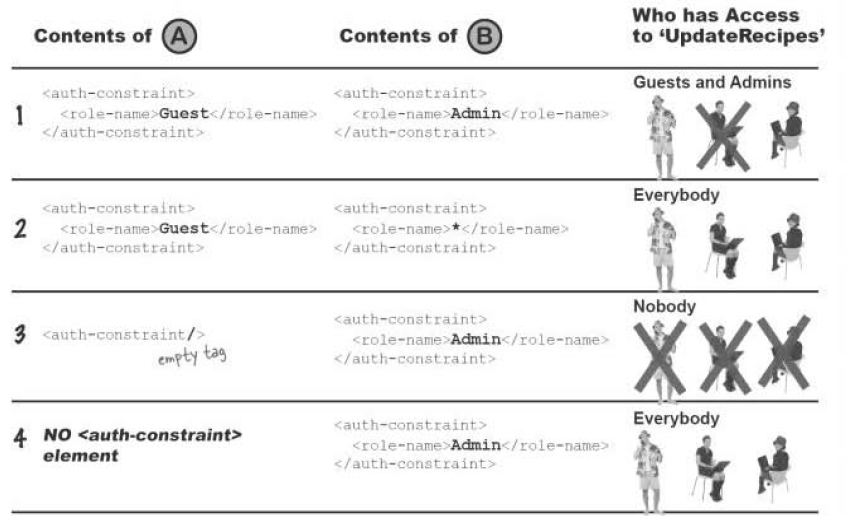 Contents of A
Contents of B
Who has Access
to ‘UpdateRecipes’
1
<auth-constraint>
<role-name>Guest</role-name>
</auth-constraint>
<auth-constraint>
<role-name>Admin</role-name>
</auth-constraint>
Guests and Admins
2
<auth-constraint>
<role-name>Guest</role-name>
</auth-constraint>
<auth-constraint>
<role-name>*</role-name>
</auth-constraint>
Everybody
3
<auth-constraint/>
empty tag
<auth-constraint>
<role-name>Admin</role-name>
</auth-constraint>
Nobody
4
NO <auth-constraint>
element
<auth-constraint>
<role-name>Admin</role-name>
</auth-constraint>
Everybody